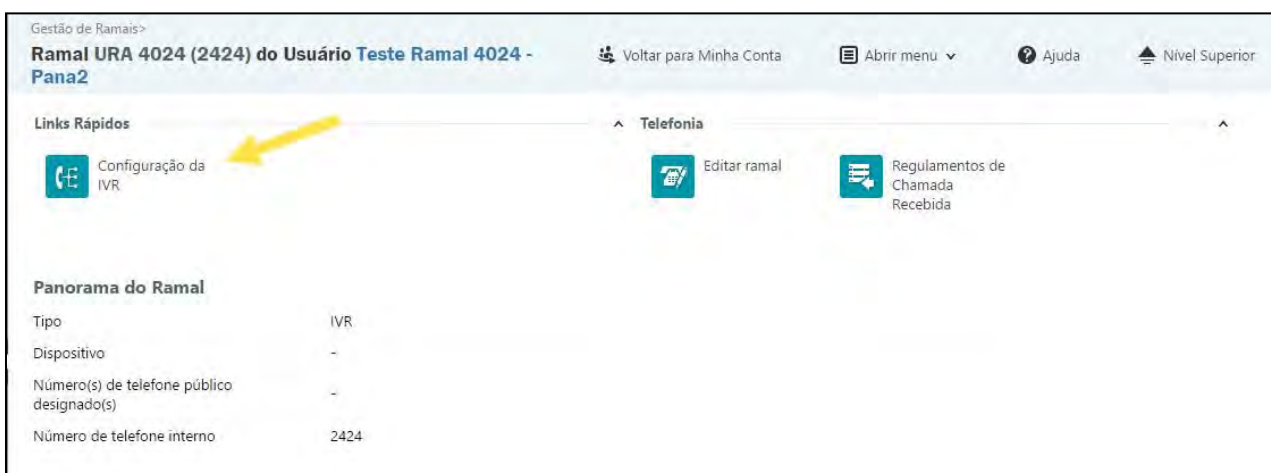 Gestão de Ramais>
Ramal URA 4024 (2424) do Usuário Teste Ramal 4024 -
Pana2
Voltar para Minha Conta
Abrir menu
Ajuda
Nível Superior
Links Rápidos
Configuração da
IVR
Telefonia
Editar ramal
Regulamentos de
Chamada
Recebida
Panorama do Ramal
Tipo IVR
Dispositivo -
Número(s) de telefone público
designado(s) -
Número de telefone interno 2424